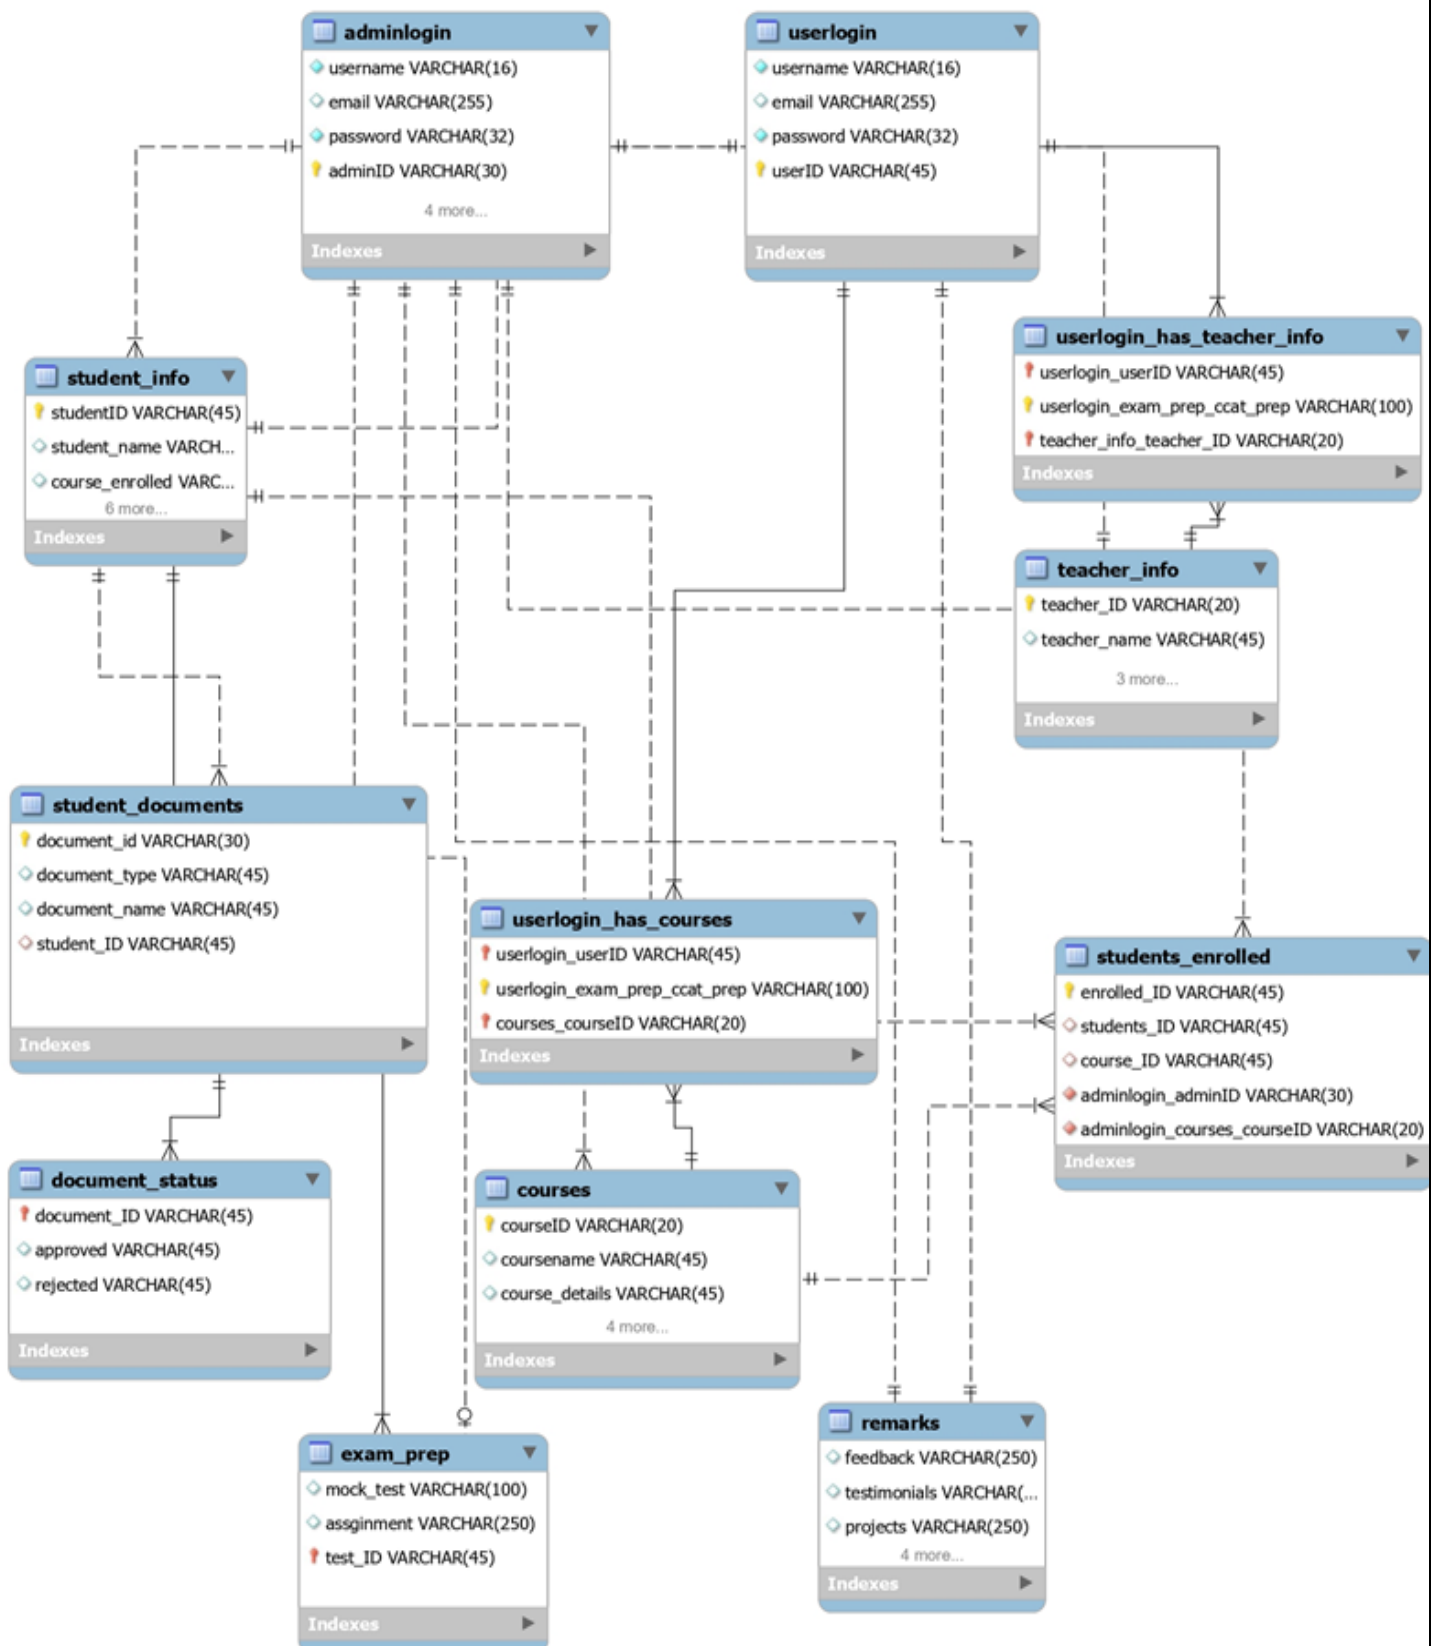 adminlogin
username VARCHAR(16)
email VARCHAR(255)
password VARCHAR(32)
adminID VARCHAR(30)
4 more...
Indexes
userlogin
username VARCHAR(16)
email VARCHAR(255)
password VARCHAR(32)
userID VARCHAR(45)
Indexes
userlogin_has_teacher_info
userlogin_userID VARCHAR(45)
userlogin_exam_prep_ccat_prep VARCHAR(100)
teacher_info_teacher_ID VARCHAR(20)
Indexes
student_info
studentID VARCHAR(45)
student_name VARCH...
course_enrolled VARC...
6 more...
Indexes
teacher_info
teacher_ID VARCHAR(20)
teacher_name VARCHAR(45)
3 more...
Indexes
student_documents
document_id VARCHAR(30)
document_type VARCHAR(45)
document_name VARCHAR(45)
student_ID VARCHAR(45)
Indexes
userlogin_has_courses
userlogin_userID VARCHAR(45)
userlogin_exam_prep_ccat_prep VARCHAR(100)
courses_courseID VARCHAR(20)
Indexes
students_enrolled
enrolled_ID VARCHAR(45)
students_ID VARCHAR(45)
course_ID VARCHAR(45)
adminlogin_adminID VARCHAR(30)
adminlogin_courses_courseID VARCHAR(20)
Indexes
document_status
document_ID VARCHAR(45)
approved VARCHAR(45)
rejected VARCHAR(45)
Indexes
courses
courseID VARCHAR(20)
coursename VARCHAR(45)
course_details VARCHAR(45)
4 more...
Indexes
exam_prep
mock_test VARCHAR(100)
assginment VARCHAR(250)
test_ID VARCHAR(45)
Indexes
remarks
feedback VARCHAR(250)
testimonials VARCHAR(...
projects VARCHAR(250)
4 more...
Indexes